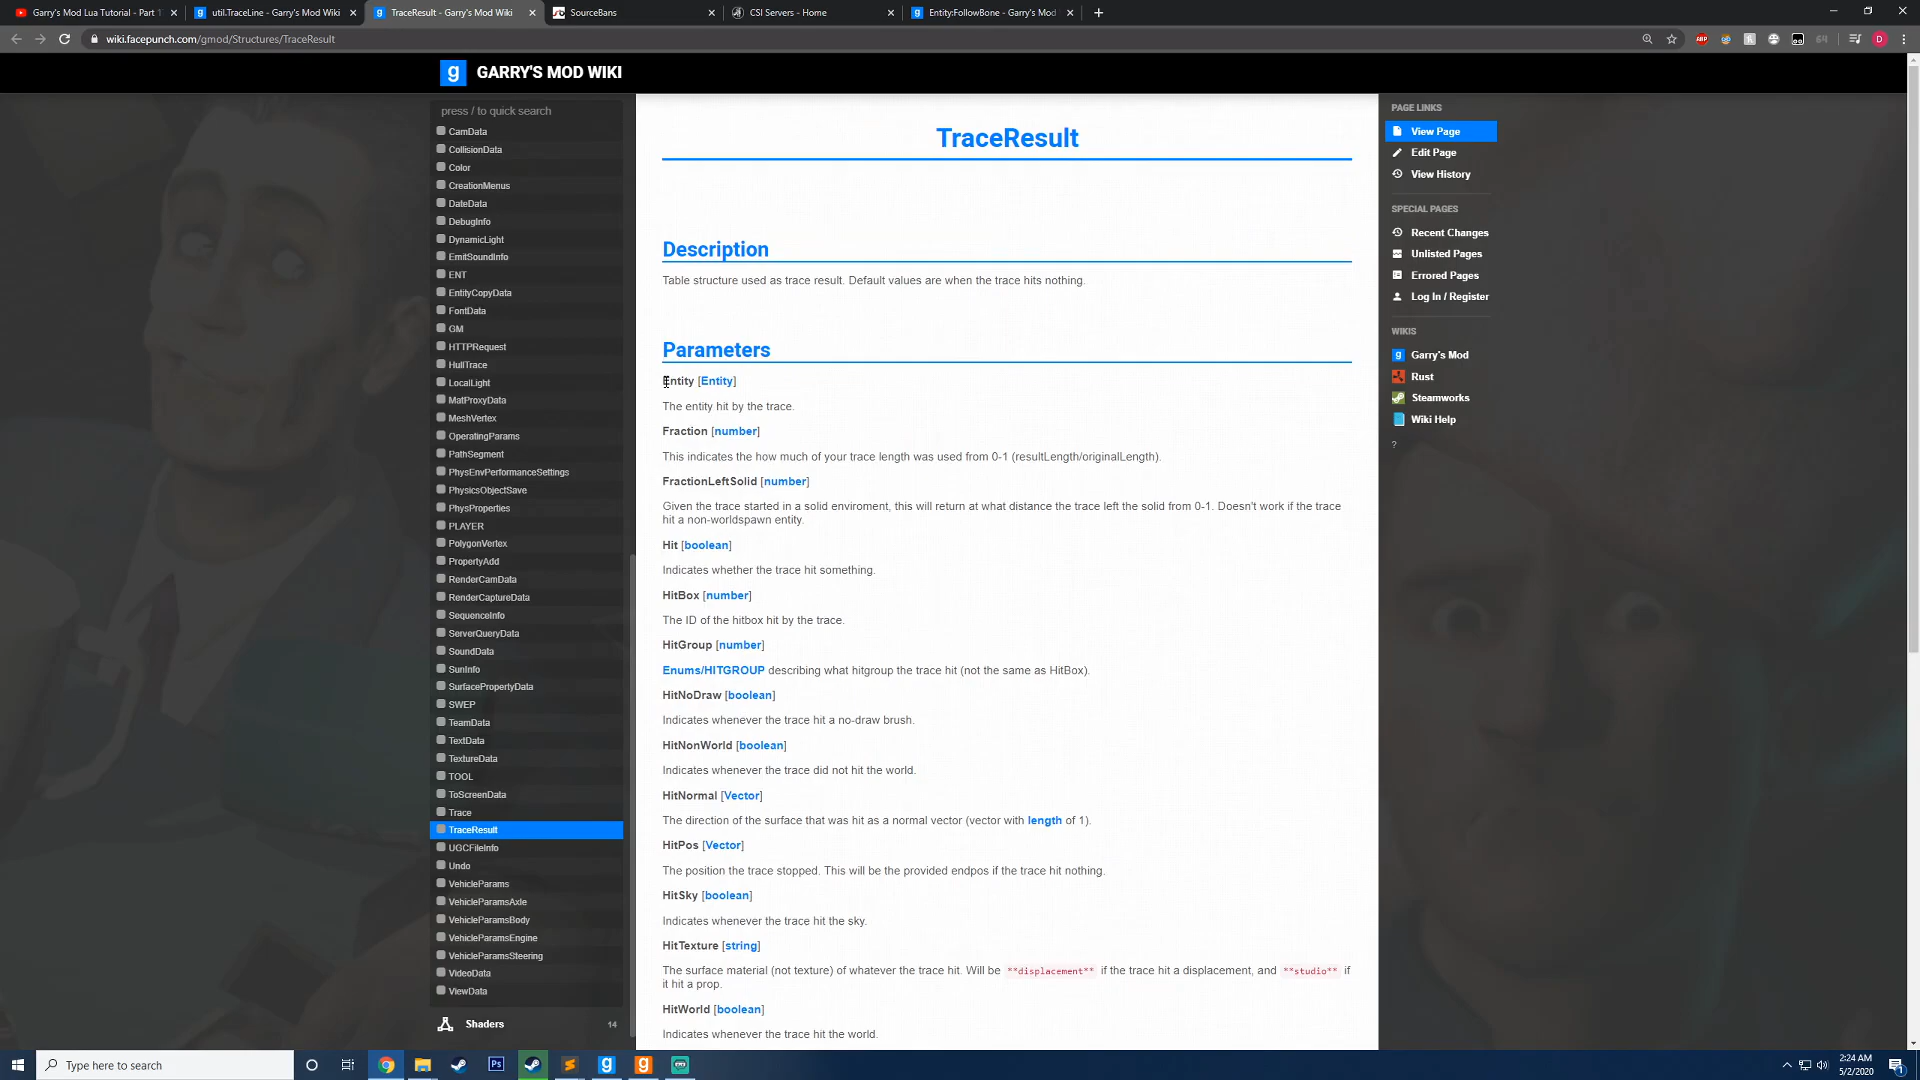 Garry's Mod Lua Tutorial - Part 1
util.TraceLine - Garry's Mod Wiki
TraceResult - Garry's Mod Wiki
SourceBans
CSI Servers - Home
Entity:FollowBone - Garry's Mod
wiki.facepunch.com/gmod/Structures/TraceResult
GARRY'S MOD WIKI
press / to quick search
CamData
CollisionData
Color
CreationMenus
DateData
DebugInfo
DynamicLight
EmitSoundInfo
ENT
EntityCopyData
FontData
GM
HTTPRequest
HullTrace
LocalLight
MatProxyData
MeshVertex
OperatingParams
PathSegment
PhysEnvPerformanceSettings
PhysicsObjectSave
PhysProperties
PLAYER
PolygonVertex
PropertyAdd
RenderCamData
RenderCaptureData
SequenceInfo
ServerQueryData
SoundData
SunInfo
SurfacePropertyData
SWEP
TeamData
TextData
TextureData
TOOL
ToScreenData
Trace
TraceResult
UGCFileInfo
Undo
VehicleParams
VehicleParamsAxle
VehicleParamsBody
VehicleParamsEngine
VehicleParamsSteering
VideoData
ViewData
Shaders 14
TraceResult
Description
Table structure used as trace result. Default values are when the trace hits nothing.
Parameters
Entity [Entity]
The entity hit by the trace.
Fraction [number]
This indicates the how much of your trace length was used from 0-1 (resultLength/originalLength).
FractionLeftSolid [number]
Given the trace started in a solid enviroment, this will return at what distance the trace left the solid from 0-1. Doesn't work if the trace
hit a non-worldspawn entity.
Hit [boolean]
Indicates whether the trace hit something.
HitBox [number]
The ID of the hitbox hit by the trace.
HitGroup [number]
Enums/HITGROUP describing what hitgroup the trace hit (not the same as HitBox).
HitNoDraw [boolean]
Indicates whenever the trace hit a no-draw brush.
HitNonWorld [boolean]
Indicates whenever the trace did not hit the world.
HitNormal [Vector]
The direction of the surface that was hit as a normal vector (vector with length of 1).
HitPos [Vector]
The position the trace stopped. This will be the provided endpos if the trace hit nothing.
HitSky [boolean]
Indicates whenever the trace hit the sky.
HitTexture [string]
The surface material (not texture) of whatever the trace hit. Will be **displacement** if the trace hit a displacement, and **studio** if
it hit a prop.
HitWorld [boolean]
Indicates whenever the trace hit the world.
PAGE LINKS
View Page
Edit Page
View History
SPECIAL PAGES
Recent Changes
Unlisted Pages
Errored Pages
Log In / Register
WIKIS
Garry's Mod
Rust
Steamworks
Wiki Help
?
Type here to search
2:24 AM
5/2/2020